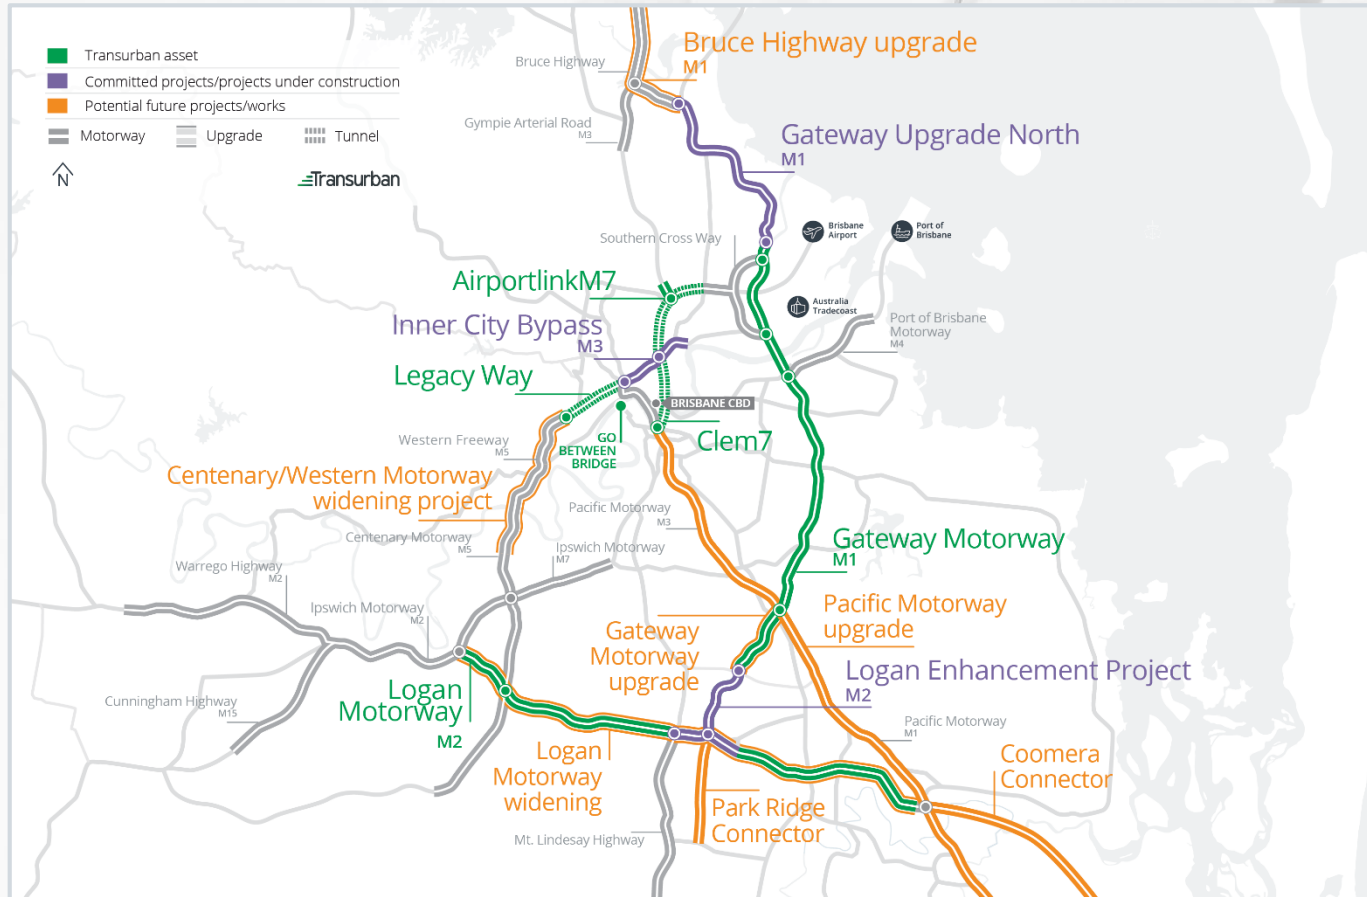 Transurban asset
Committed projects/projects under construction
Potential future projects/works
Motorway
Upgrade
Tunnel
N
Transurban
Bruce Highway upgrade
M1
Bruce Highway
Gympie Arterial Road
M3
Gateway Upgrade North
M1
Southern Cross Way
Brisbane
Airport
Port of
Brisbane
AirportlinkM7
Australia
Tradecoast
Inner City Bypass
M3
Port of Brisbane
Motorway
M4
Legacy Way
BRISBANE CBD
GO
BETWEEN
BRIDGE
Clem7
Western Freeway
M5
Centenary/Western Motorway
widening project
Pacific Motorway
M3
Centenary Motorway
M5
Ipswich Motorway
M7
Gateway Motorway
M1
Warrego Highway
M2
Ipswich Motorway
M2
Pacific Motorway
upgrade
Gateway
Motorway
upgrade
Logan Enhancement Project
M2
Logan
Motorway
M2
Cunningham Highway
M15
Pacific Motorway
M1
Logan
Motorway
widening
Coomera
Connector
Park Ridge
Connector
Mt. Lindesay Highway